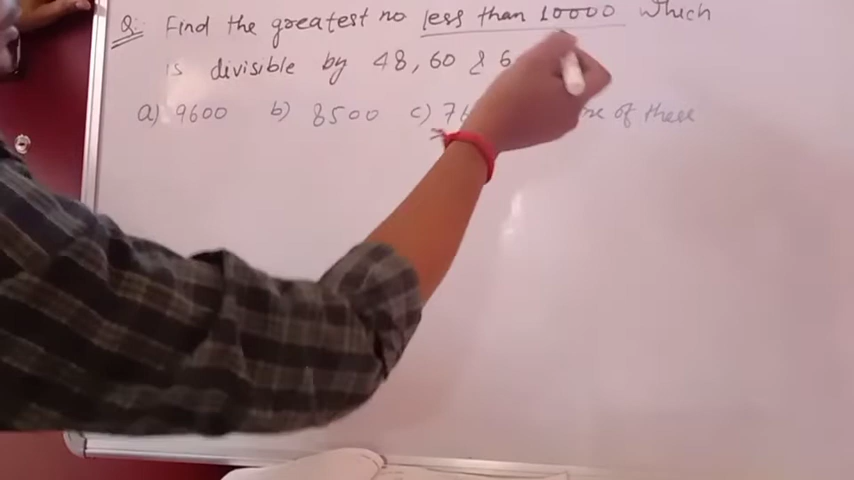 Q:- Find the greatest no less than 10000 which
is divisible by 48, 60 & 6
a) 9600 b) 8500 c) 76 of these